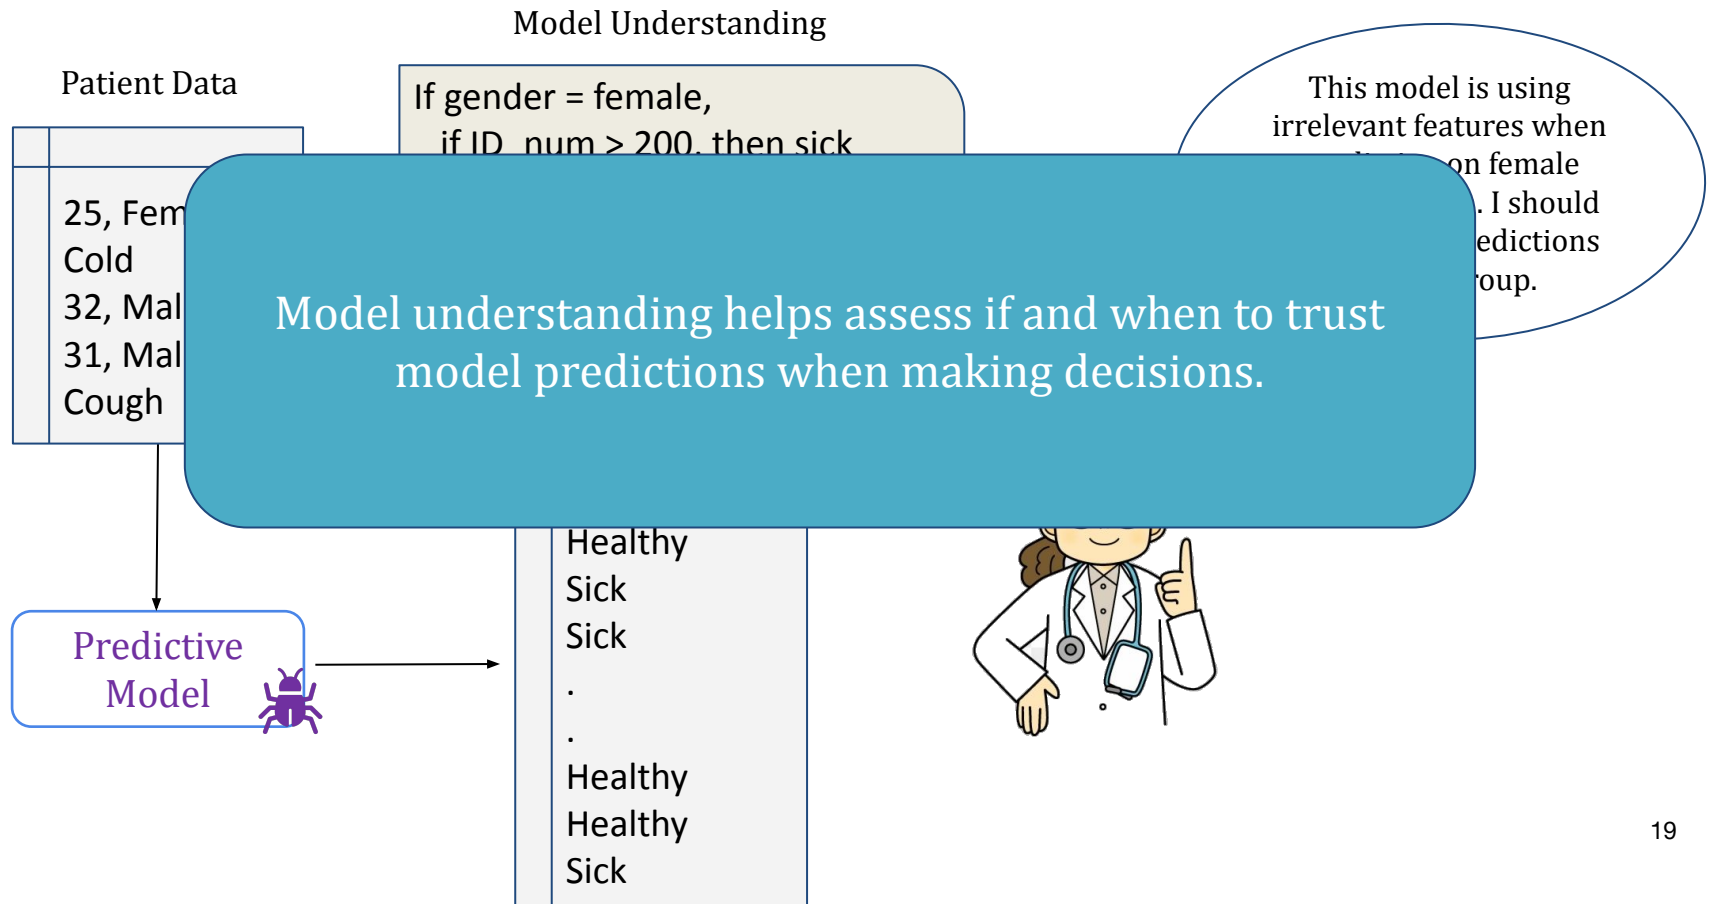 Model Understanding
Patient Data
If gender = female,
if ID_num > 200, then sick
This model is using
irrelevant features when
on female
. I should
25, Fem
Cold
32, Mal
31, Mal
Cough
Model understanding helps assess if and when to trust
model predictions when making decisions.
Predictive
Model
Healthy
Sick
Sick
.
.
Healthy
Healthy
Sick
19